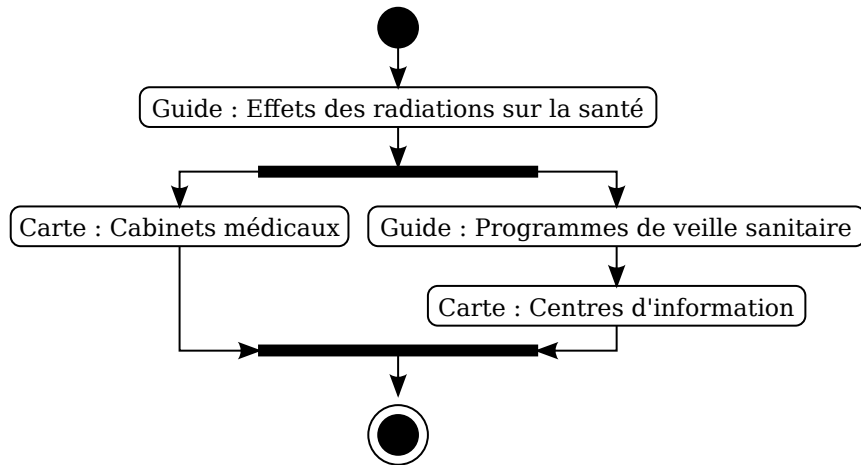 Guide : Effets des radiations sur la santé
Carte : Cabinets médicaux
Guide : Programmes de veille sanitaire
Carte : Centres d'information